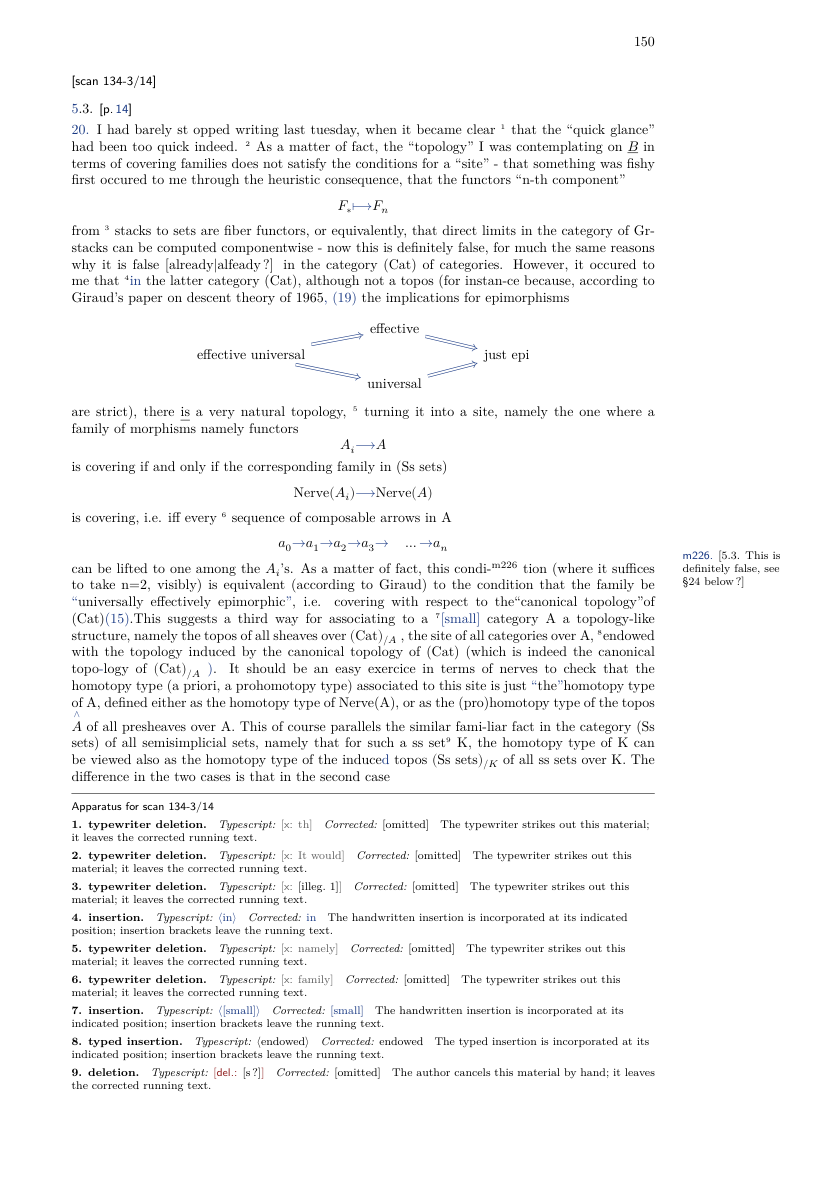 150
[scan 134-3/14]
5.3. [p. 14]
20. I had barely st opped writing last tuesday, when it became clear ¹ that the “quick glance”
had been too quick indeed. ² As a matter of fact, the “topology” I was contemplating on B in
terms of covering families does not satisfy the conditions for a “site” - that something was fishy
first occured to me through the heuristic consequence, that the functors “n-th component”
F∗⟼Fn
from ³ stacks to sets are fiber functors, or equivalently, that direct limits in the category of Gr-
stacks can be computed componentwise - now this is definitely false, for much the same reasons
why it is false [already|alfeady ?] in the category (Cat) of categories. However, it occured to
me that ⁴in the latter category (Cat), although not a topos (for instan-ce because, according to
Giraud’s paper on descent theory of 1965, (19) the implications for epimorphisms
effective
effective universal
just epi
universal
are strict), there is a very natural topology, ⁵ turning it into a site, namely the one where a
family of morphisms namely functors
Ai⟶A
is covering if and only if the corresponding family in (Ss sets)
Nerve(Ai)⟶Nerve(A)
is covering, i.e. iff every ⁶ sequence of composable arrows in A
a0→a1→a2→a3→ ... →an
can be lifted to one among the Ai’s. As a matter of fact, this condi-m226 tion (where it suffices
m226. [5.3. This is
definitely false, see
§24 below ?]
to take n=2, visibly) is equivalent (according to Giraud) to the condition that the family be
“universally effectively epimorphic”, i.e. covering with respect to the“canonical topology”of
(Cat)(15).This suggests a third way for associating to a ⁷[small] category A a topology-like
structure, namely the topos of all sheaves over (Cat)/A , the site of all categories over A, ⁸endowed
with the topology induced by the canonical topology of (Cat) (which is indeed the canonical
topo-logy of (Cat)/A ). It should be an easy exercice in terms of nerves to check that the
homotopy type (a priori, a prohomotopy type) associated to this site is just “the”homotopy type
of A, defined either as the homotopy type of Nerve(A), or as the (pro)homotopy type of the topos
Â of all presheaves over A. This of course parallels the similar fami-liar fact in the category (Ss
sets) of all semisimplicial sets, namely that for such a ss set⁹ K, the homotopy type of K can
be viewed also as the homotopy type of the induced topos (Ss sets)/K of all ss sets over K. The
difference in the two cases is that in the second case
Apparatus for scan 134-3/14
1. typewriter deletion. Typescript: [x: th] Corrected: [omitted] The typewriter strikes out this material;
it leaves the corrected running text.
2. typewriter deletion. Typescript: [x: It would] Corrected: [omitted] The typewriter strikes out this
material; it leaves the corrected running text.
3. typewriter deletion. Typescript: [x: [illeg. 1]] Corrected: [omitted] The typewriter strikes out this
material; it leaves the corrected running text.
4. insertion. Typescript: ⟨in⟩ Corrected: in The handwritten insertion is incorporated at its indicated
position; insertion brackets leave the running text.
5. typewriter deletion. Typescript: [x: namely] Corrected: [omitted] The typewriter strikes out this
material; it leaves the corrected running text.
6. typewriter deletion. Typescript: [x: family] Corrected: [omitted] The typewriter strikes out this
material; it leaves the corrected running text.
7. insertion. Typescript: ⟨[small]⟩ Corrected: [small] The handwritten insertion is incorporated at its
indicated position; insertion brackets leave the running text.
8. typed insertion. Typescript: ⟨endowed⟩ Corrected: endowed The typed insertion is incorporated at its
indicated position; insertion brackets leave the running text.
9. deletion. Typescript: [del.: [s ?]] Corrected: [omitted] The author cancels this material by hand; it leaves
the corrected running text.